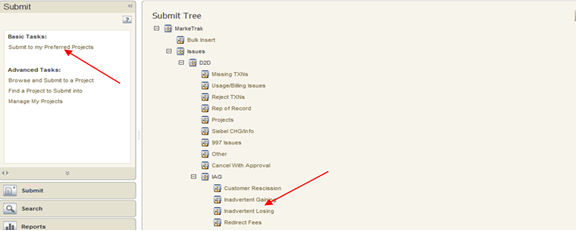 Submit
Basic Tasks:
Submit to my Preferred Projects
Advanced Tasks:
Browse and Submit to a Project
Find a Project to Submit into
Manage My Projects
Submit
Search
Reports
Submit Tree
MarkeTrak
Bulk Insert
Issues
D2D
Missing TXNs
Usage/Billing Issues
Reject TXNs
Rep of Record
Projects
Siebel CHG/Info
997 Issues
Other
Cancel With Approval
IAG
Customer Rescission
Inadvertent Gaining
Inadvertent Losing
Redirect Fees